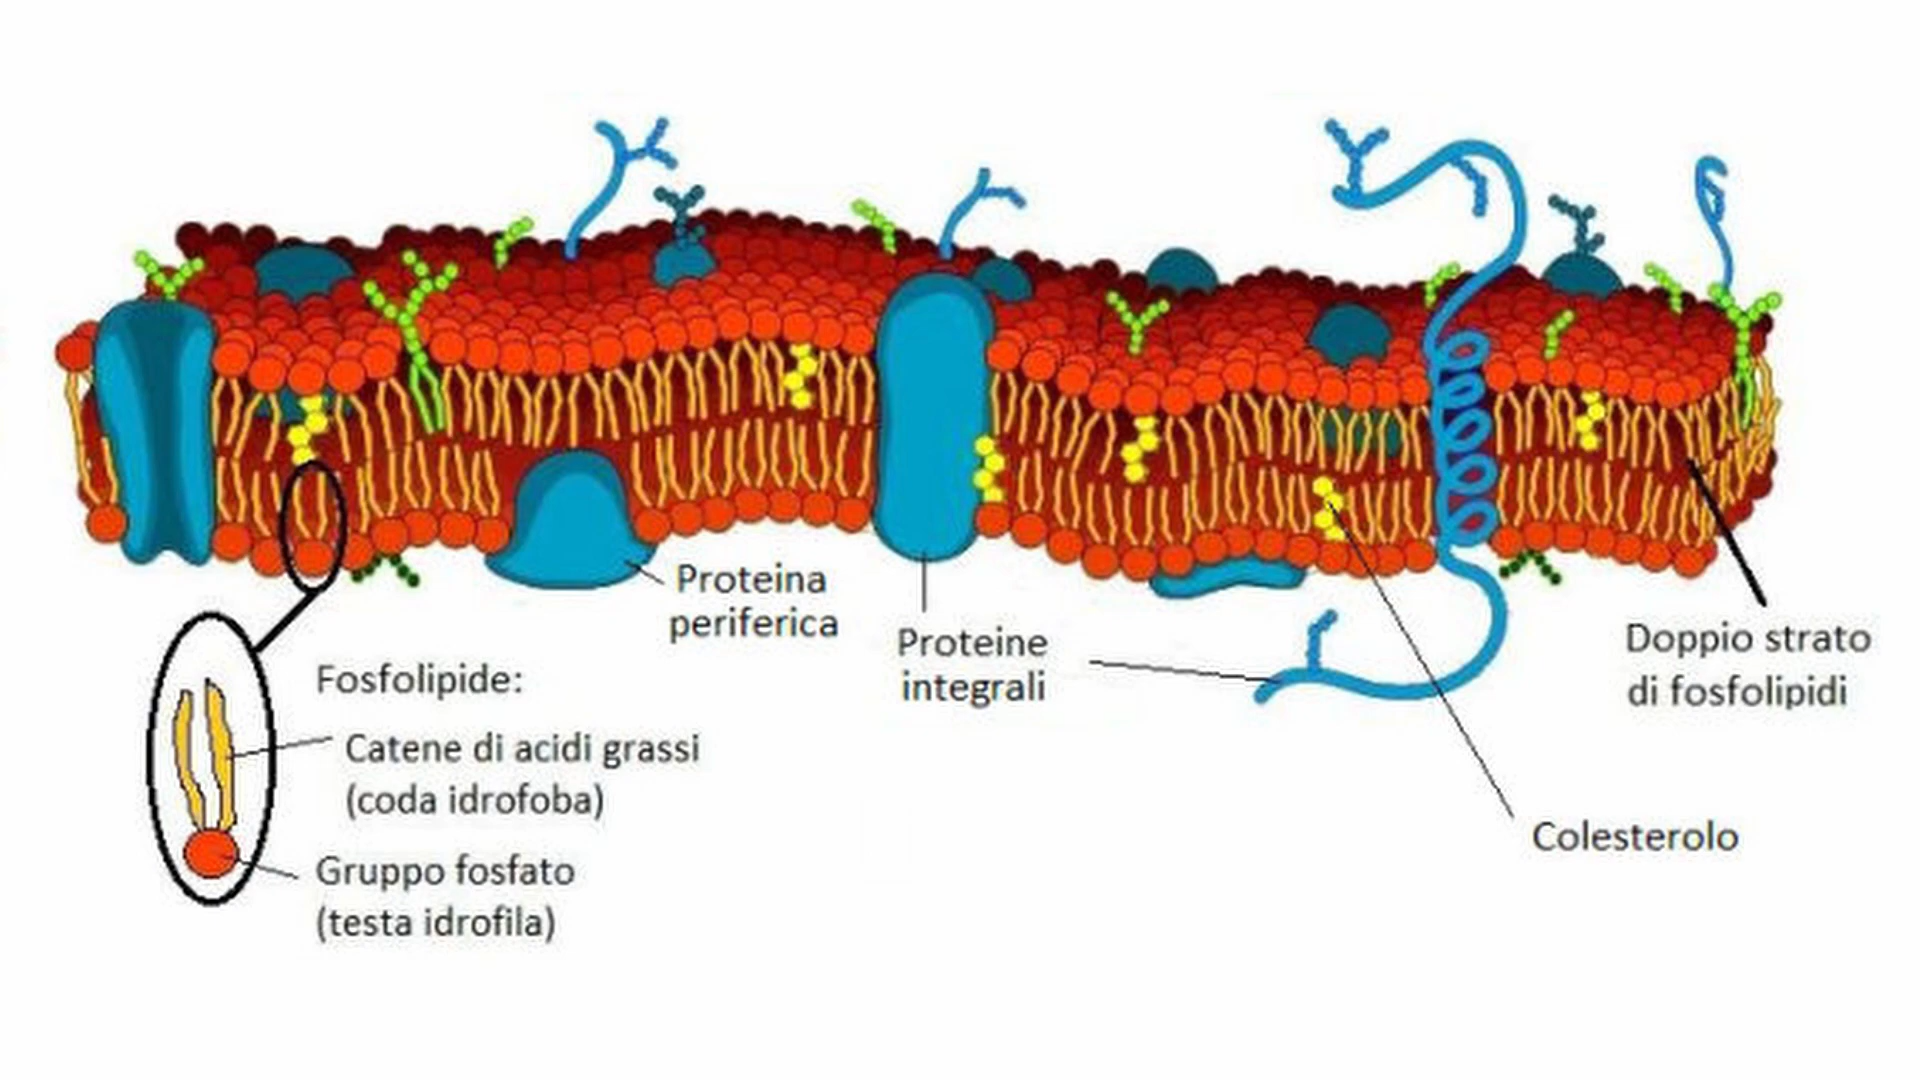 Proteina
periferica
Proteine
integrali
Doppio strato
di fosfolipidi
Fosfolipide:
Catene di acidi grassi
(coda idrofoba)
Gruppo fosfato
(testa idrofila)
Colesterolo